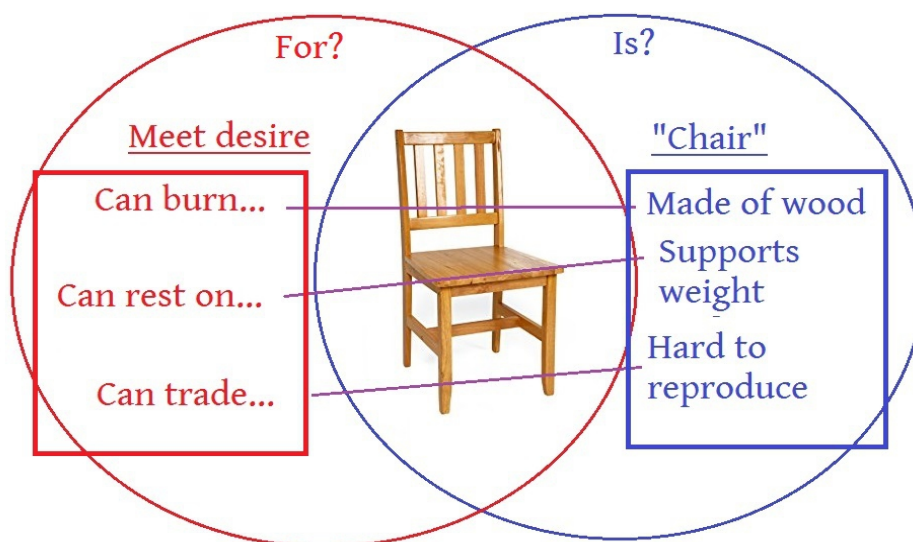 For?
Is?
Meet desire
"Chair"
Can burn...
Made of wood
Can rest on...
Supports
weight
Can trade...
Hard to
reproduce